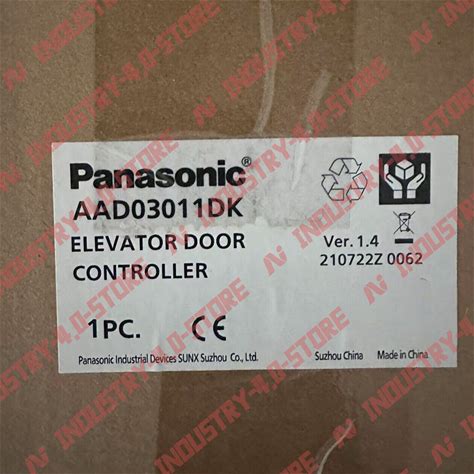 Panasonic®
AAD03011DK
ELEVATOR DOOR
CONTROLLER
Ver. 1.4
210722Z 0062
1PC. CE
Panasonic Industrial Devices SUNX Suzhou Co., Ltd.
Suzhou China Made in China
INDUSTRY-4.0-STORE